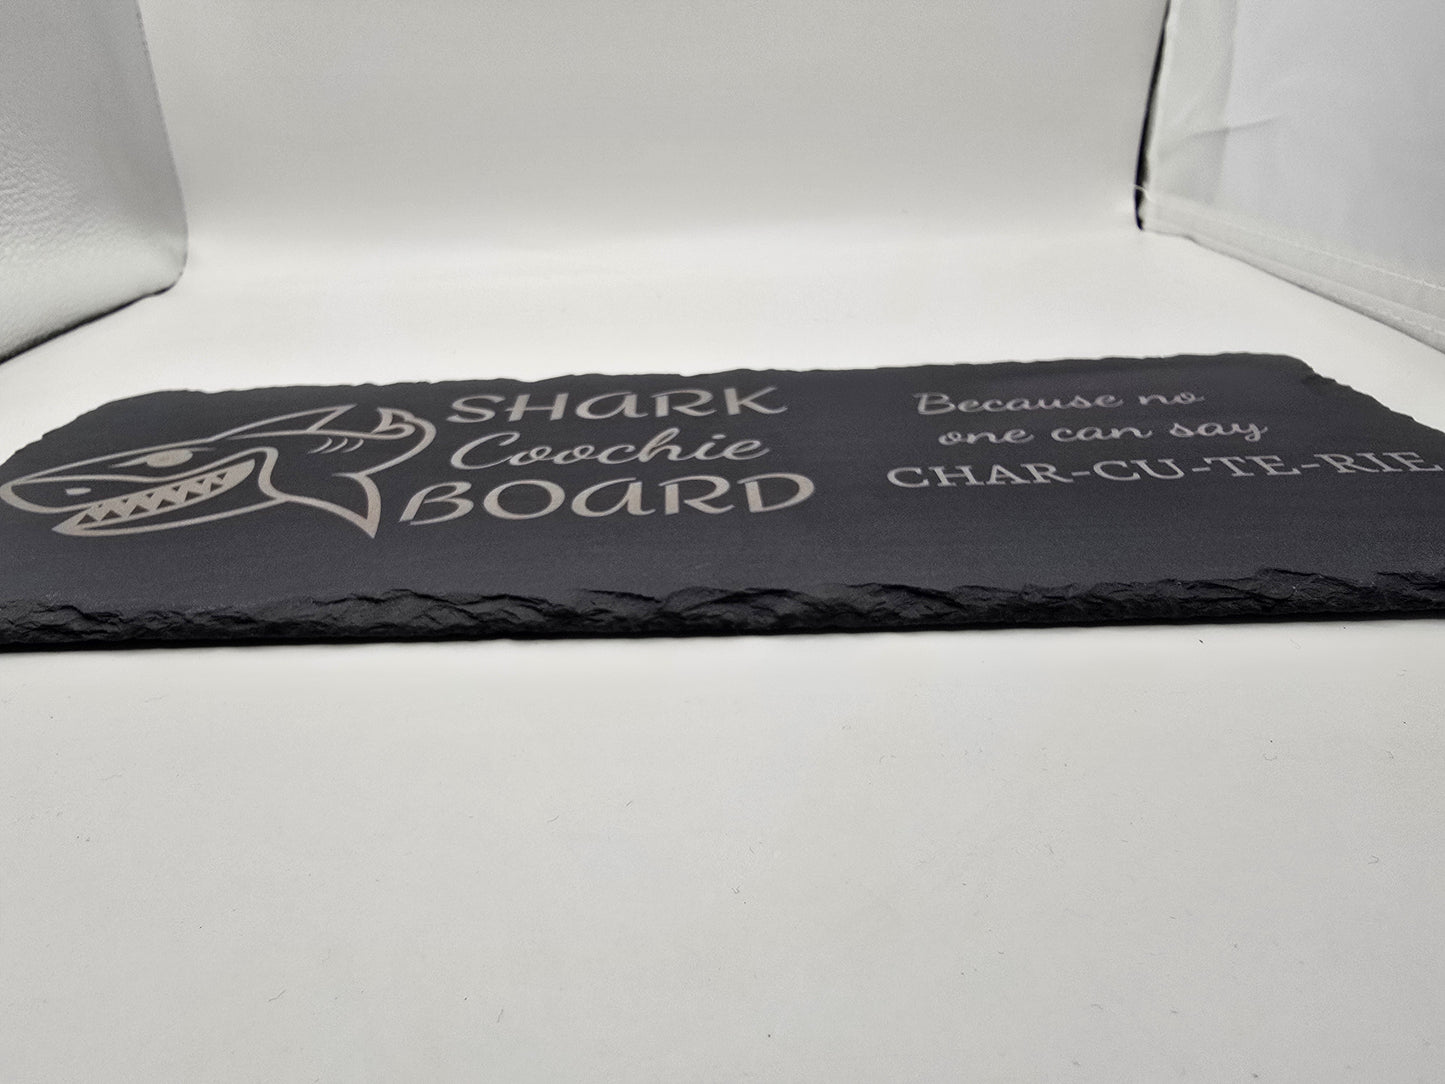 SHARK
Coochie
BOARD
Because no
one can say
CHAR-CU-TE-RIE